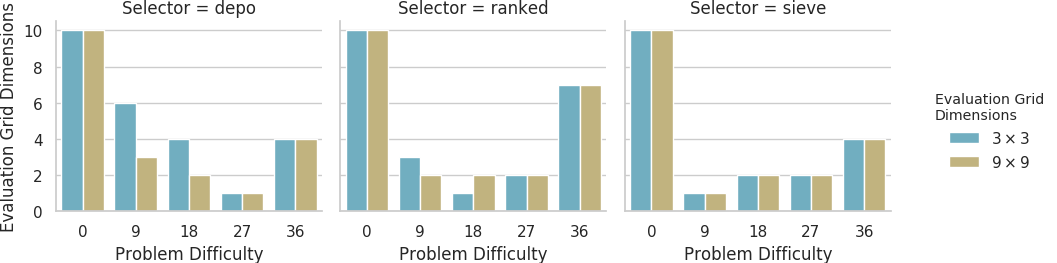 Selector = depo
Selector = ranked
Selector = sieve
Evaluation Grid Dimensions
10
8
6
4
2
0
0 9 18 27 36
0 9 18 27 36
0 9 18 27 36
Problem Difficulty
Problem Difficulty
Problem Difficulty
Evaluation Grid
Dimensions
3 × 3
9 × 9